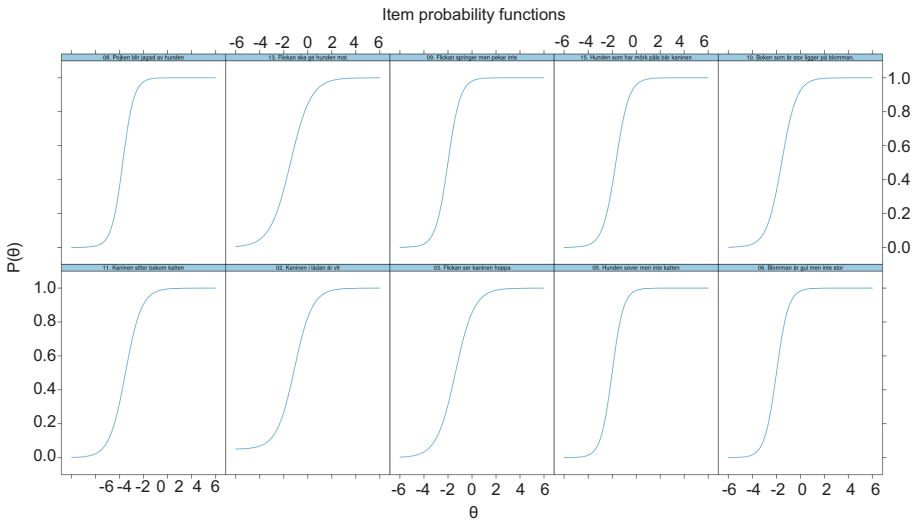 Item probability functions
-6 -4 -2 0 2 4 6 -6 -4 -2 0 2 4 6
08. Pojken blir jagad av hunden 13. Flickan ska ge hunden mat 09. Flickan springer men pekar inte 15. Hunden som har mörk päls bär kaninen 10. Boken som är stor ligger på blomman.
1.0
0.8
0.6
0.4
0.2
0.0
P(θ)
11. Kaninen sitter bakom katten 02. Kaninen i lådan är vit 03. Flickan ser kaninen hoppa 05. Hunden sover men inte katten 06. Blomman är gul men inte stor
1.0
0.8
0.6
0.4
0.2
0.0
-6 -4 -2 0 2 4 6 -6 -4 -2 0 2 4 6 -6 -4 -2 0 2 4 6
θ